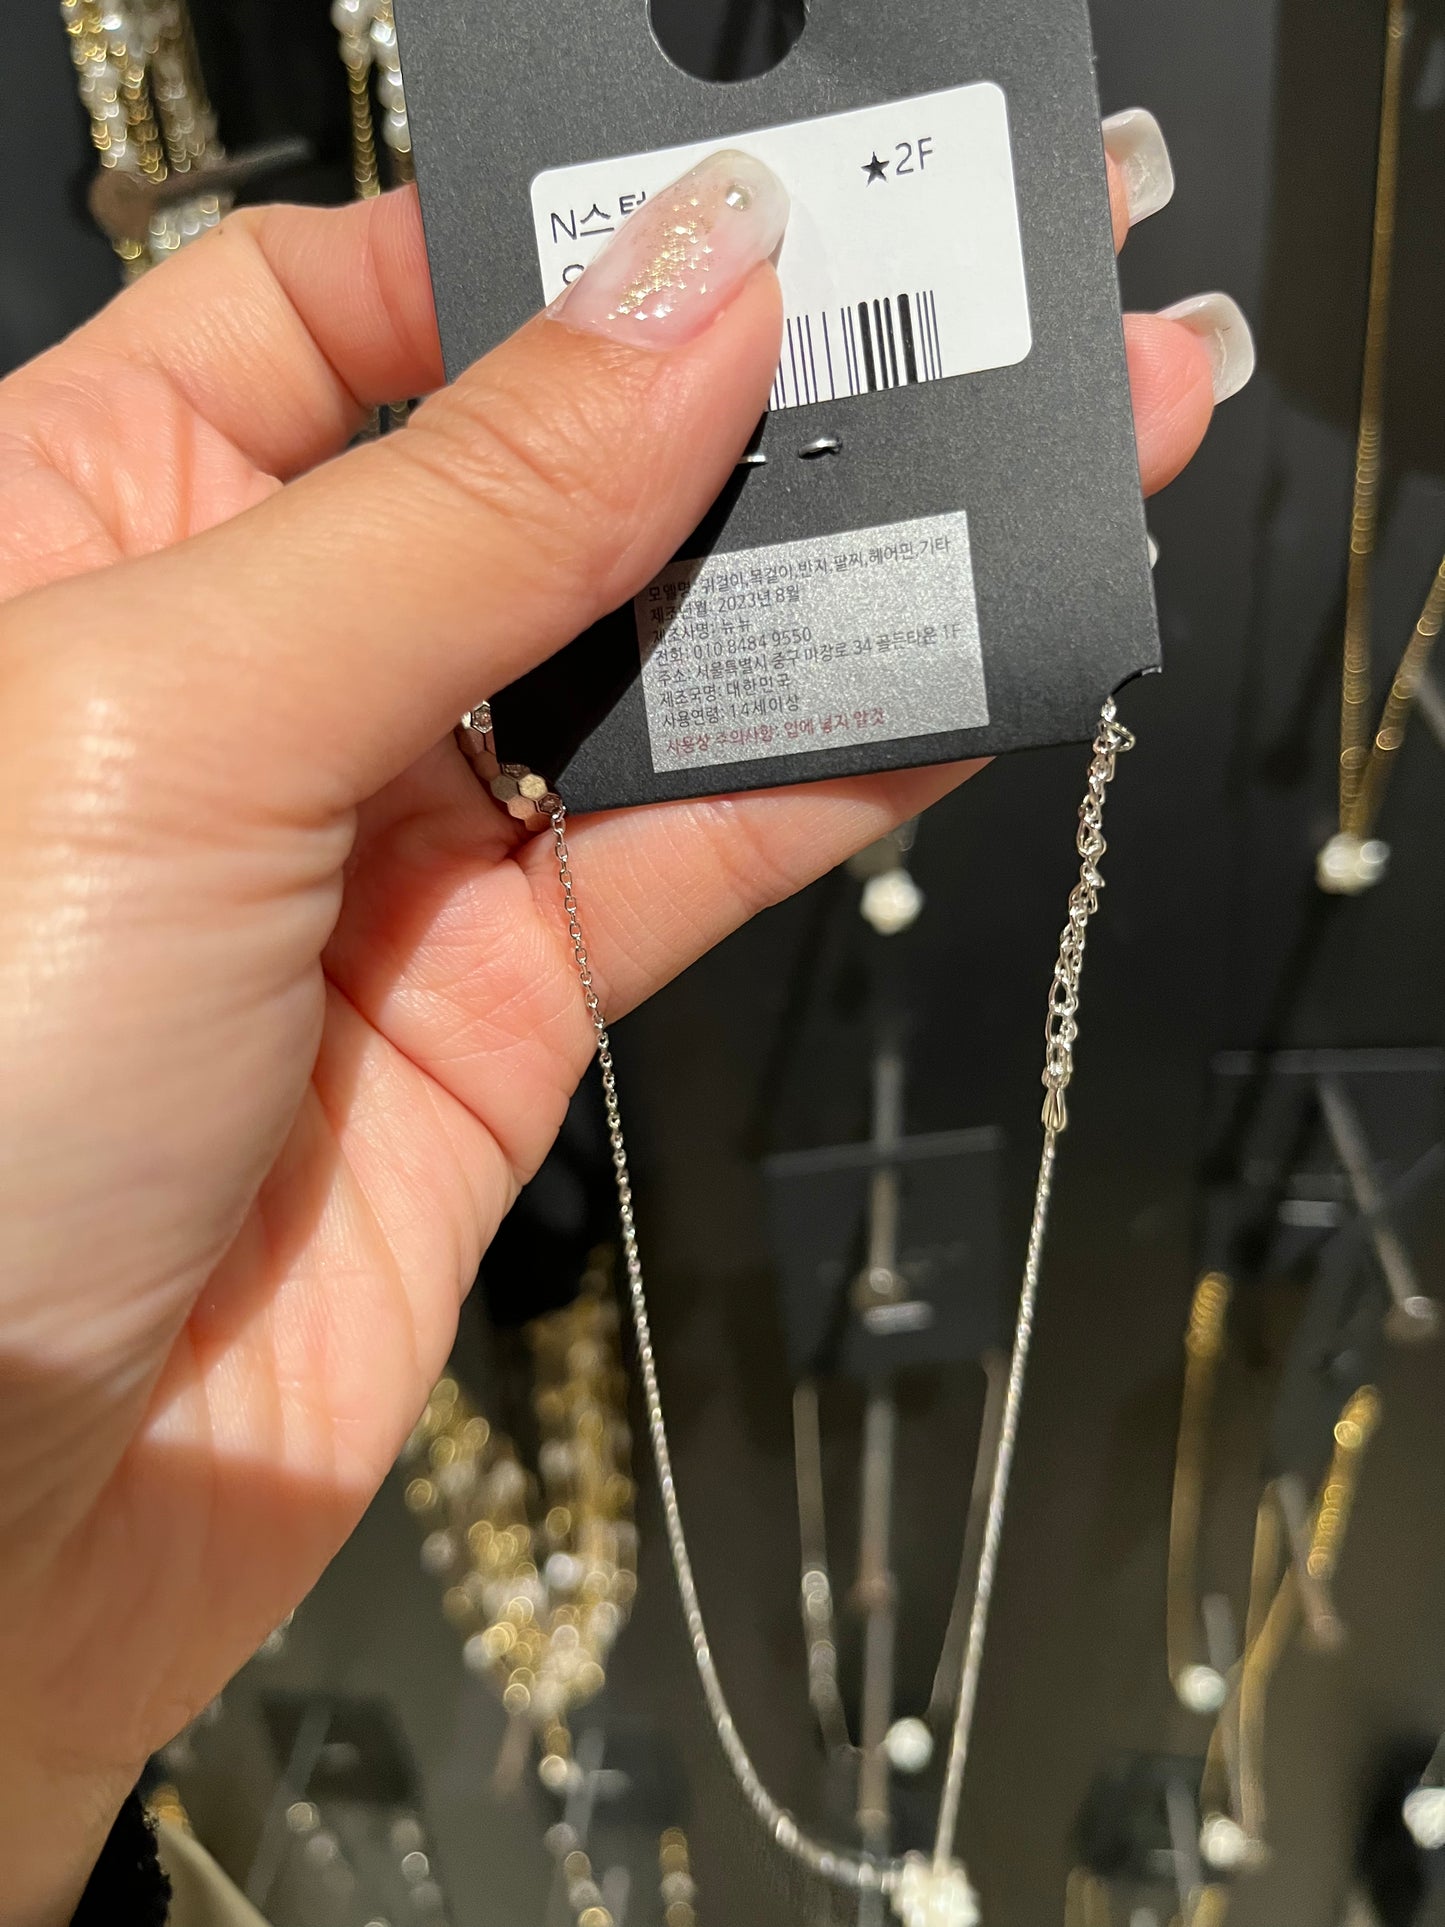 ★2F
N스털
모델명: 귀걸이,목걸이,반지,팔찌,헤어핀,기타
제조년월: 2023년 8월
제조사명: 뉴뉴
전화: 010 8484 9550
주소: 서울특별시 중구 마장로 34 골든타운 1F
제조국명: 대한민국
사용연령: 14세이상
사용상 주의사항: 입에 넣지 말것